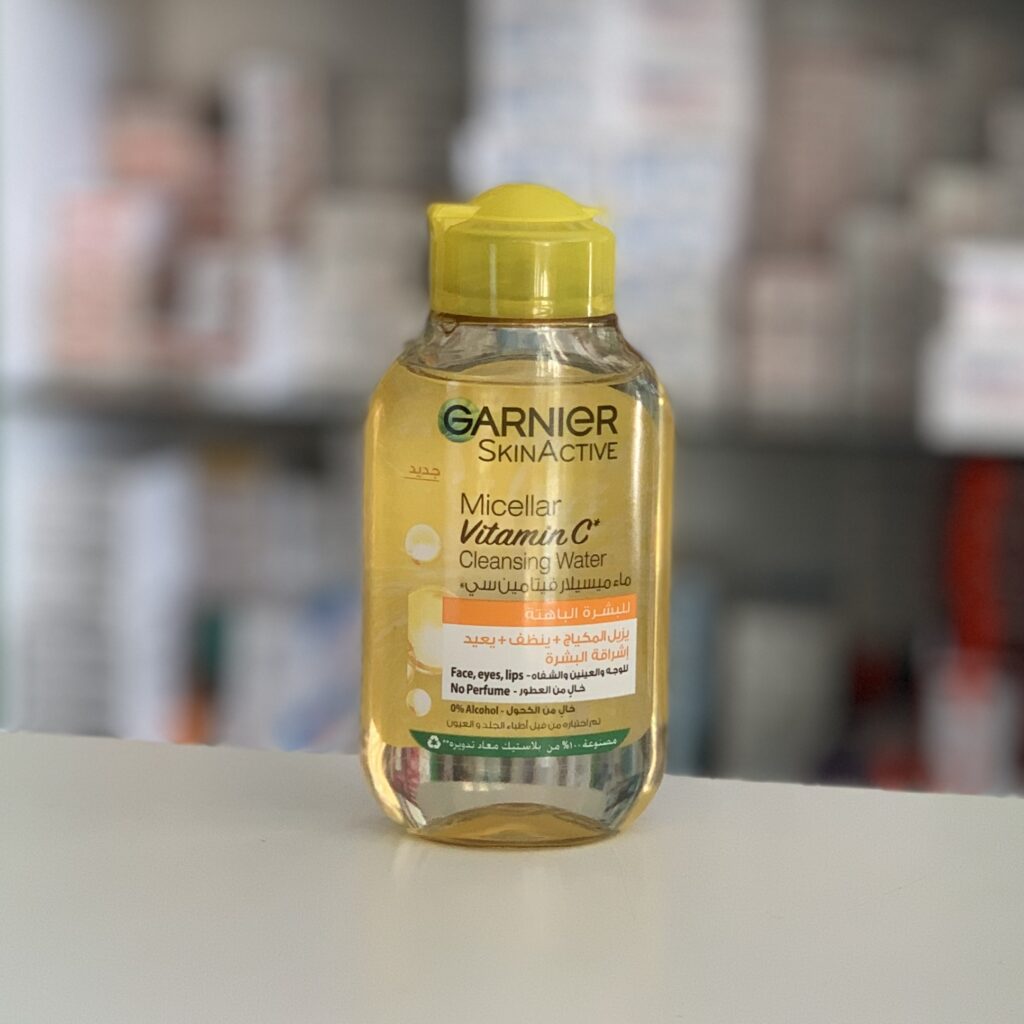 GARNIER
SKINACTIVE
جديد
Micellar
Vitamin C*
Cleansing Water
ماء ميسيلار فيتامين سي*
للبشرة الباهتة
يزيل المكياج + ينظف + يعيد
إشراقة البشرة
Face, eyes, lips - للوجه والعينين والشفاه
No Perfume - خالٍ من العطور
0% Alcohol - خالٍ من الكحول
تم اختباره من قبل أطباء الجلد و العيون
مصنوعة ١٠٠% من بلاستيك معاد تدويره**